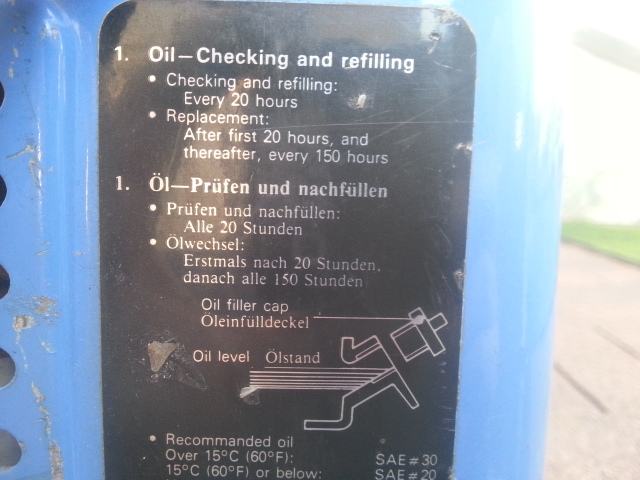 1. Oil—Checking and refilling
• Checking and refilling:
Every 20 hours
• Replacement:
After first 20 hours, and
thereafter, every 150 hours
1. Öl—Prüfen und nachfüllen
• Prüfen und nachfüllen:
Alle 20 Stunden
• Ölwechsel:
Erstmals nach 20 Stunden,
danach alle 150 Stunden
Oil filler cap
Öleinfülldeckel
Oil level Ölstand
• Recommanded oil
Over 15°C (60°F): SAE#30
15°C (60°F) or below: SAE#20